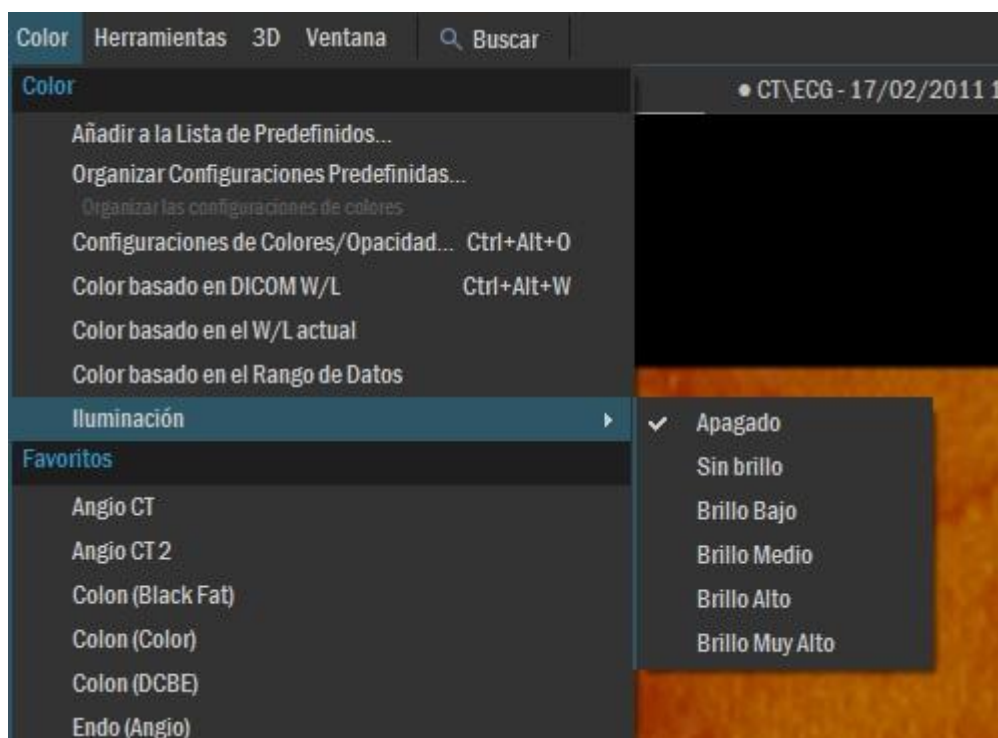 Color Herramientas 3D Ventana Buscar
Color
● CT\ECG - 17/02/2011 1
Añadir a la Lista de Predefinidos...
Organizar Configuraciones Predefinidas...
Organizar las configuraciones de colores
Configuraciones de Colores/Opacidad... Ctrl+Alt+O
Color basado en DICOM W/L Ctrl+Alt+W
Color basado en el W/L actual
Color basado en el Rango de Datos
Iluminación
Favoritos
Angio CT
Angio CT 2
Colon (Black Fat)
Colon (Color)
Colon (DCBE)
Endo (Angio)
Apagado
Sin brillo
Brillo Bajo
Brillo Medio
Brillo Alto
Brillo Muy Alto